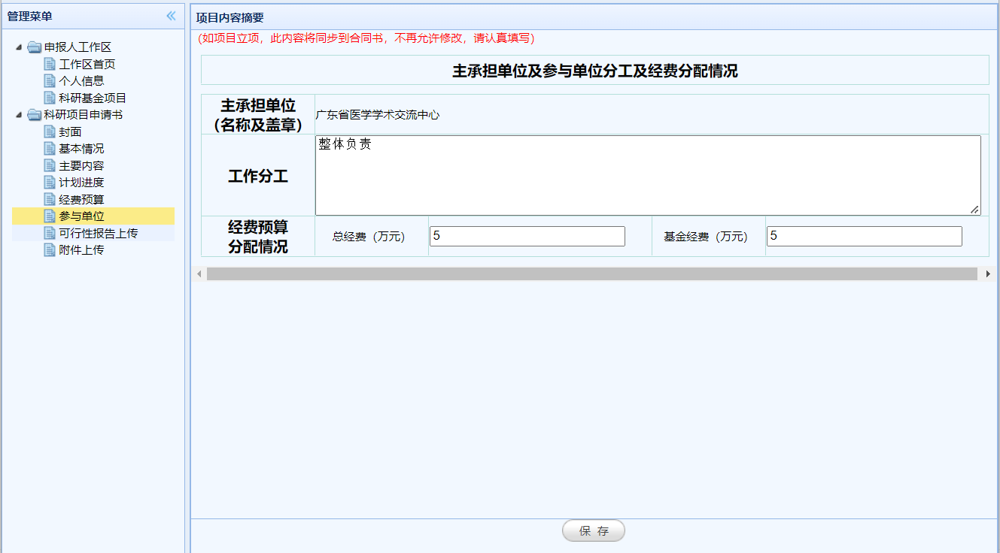 管理菜单
申报人工作区
工作区首页
个人信息
科研基金项目
科研项目申请书
封面
基本情况
主要内容
计划进度
经费预算
参与单位
可行性报告上传
附件上传
项目内容摘要
(如项目立项，此内容将同步到合同书，不再允许修改，请认真填写)
主承担单位及参与单位分工及经费分配情况
主承担单位
（名称及盖章）
广东省医学学术交流中心
工作分工
整体负责
经费预算
分配情况
总经费（万元）
5
基金经费（万元）
5
保 存